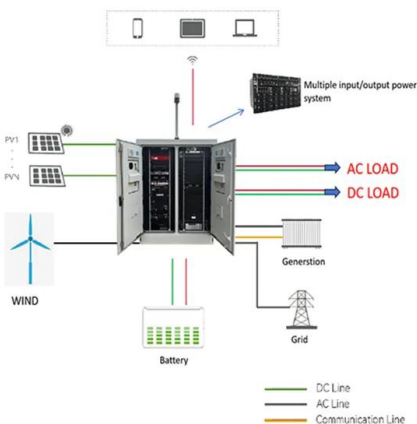 Multiple input/output power
system
PV1
PVN
AC LOAD
DC LOAD
WIND
Generstion
Grid
Battery
DC Line
AC Line
Communication Line